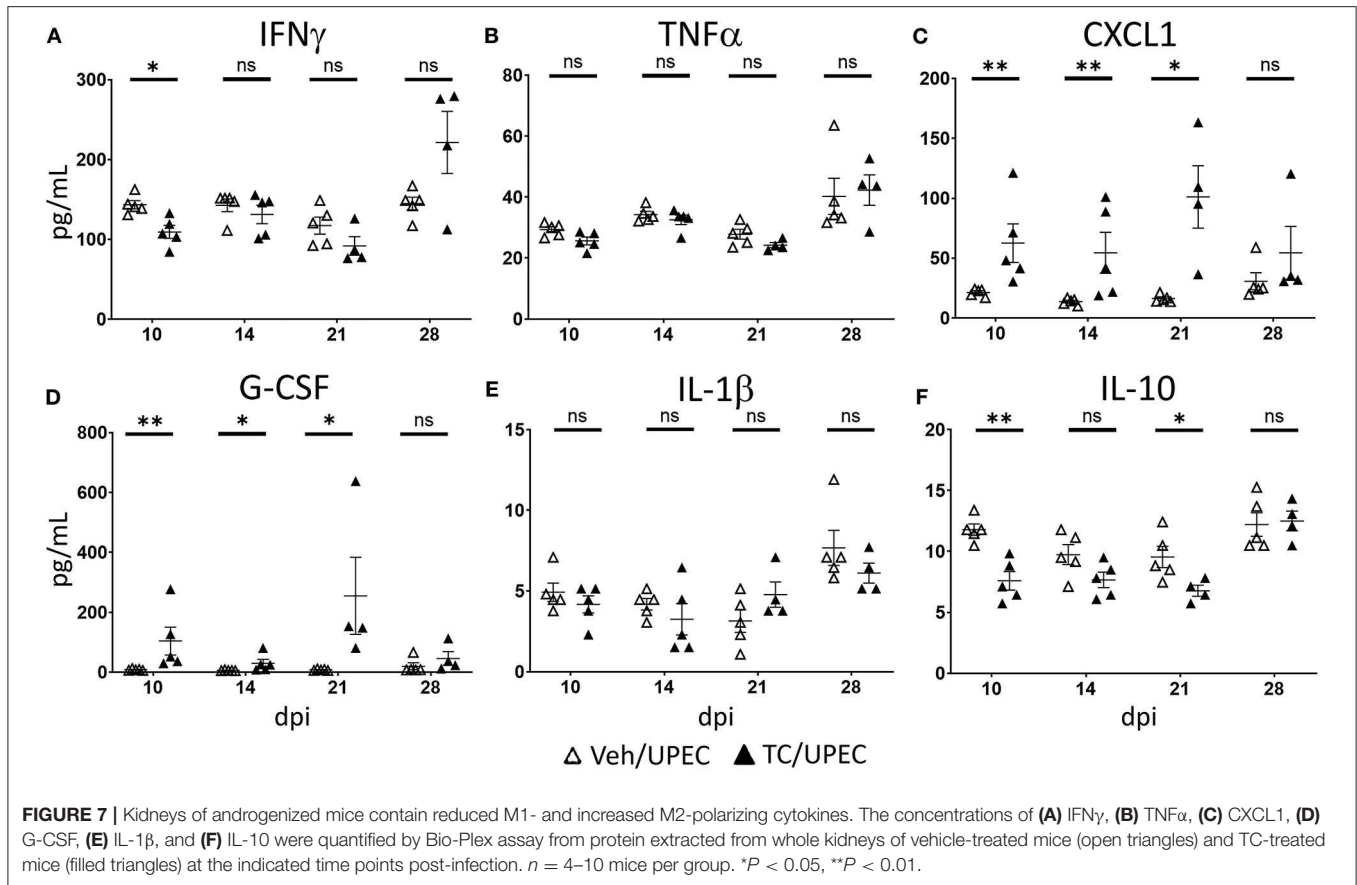 A
IFNγ
* ns ns ns
300
200
100
0
pg/mL
10 14 21 28
B
TNFα
ns ns ns ns
80
60
40
20
0
10 14 21 28
C
CXCL1
** ** * ns
200
150
100
50
0
10 14 21 28
D
G-CSF
** * * ns
800
600
400
200
0
pg/mL
10 14 21 28
dpi
E
IL-1β
ns ns ns ns
15
10
5
0
10 14 21 28
dpi
F
IL-10
** ns * ns
20
15
10
5
0
10 14 21 28
dpi
△ Veh/UPEC ▲ TC/UPEC
FIGURE 7 | Kidneys of androgenized mice contain reduced M1- and increased M2-polarizing cytokines. The concentrations of (A) IFNγ, (B) TNFα, (C) CXCL1, (D)
G-CSF, (E) IL-1β, and (F) IL-10 were quantified by Bio-Plex assay from protein extracted from whole kidneys of vehicle-treated mice (open triangles) and TC-treated
mice (filled triangles) at the indicated time points post-infection. n = 4–10 mice per group. *P < 0.05, **P < 0.01.